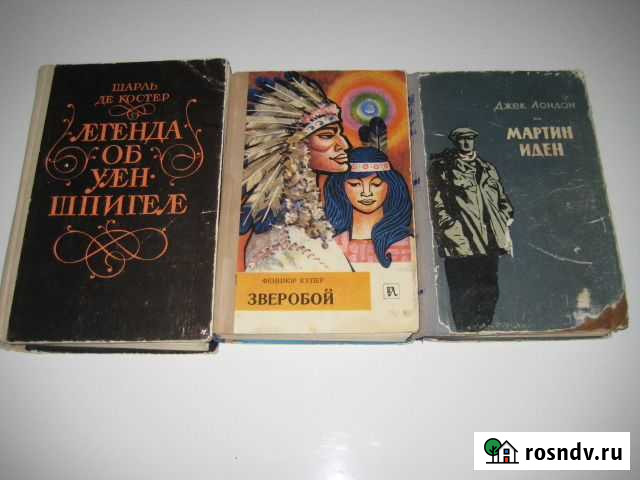 ШАРЛЬ
ДЕ КОСТЕР
ЛЕГЕНДА
ОБ
УЛЕН-
ШПИГЕЛЕ
ФЕНИМОР КУПЕР
ЗВЕРОБОЙ
Джек Лондон
МАРТИН
ИДЕН
rosndv.ru